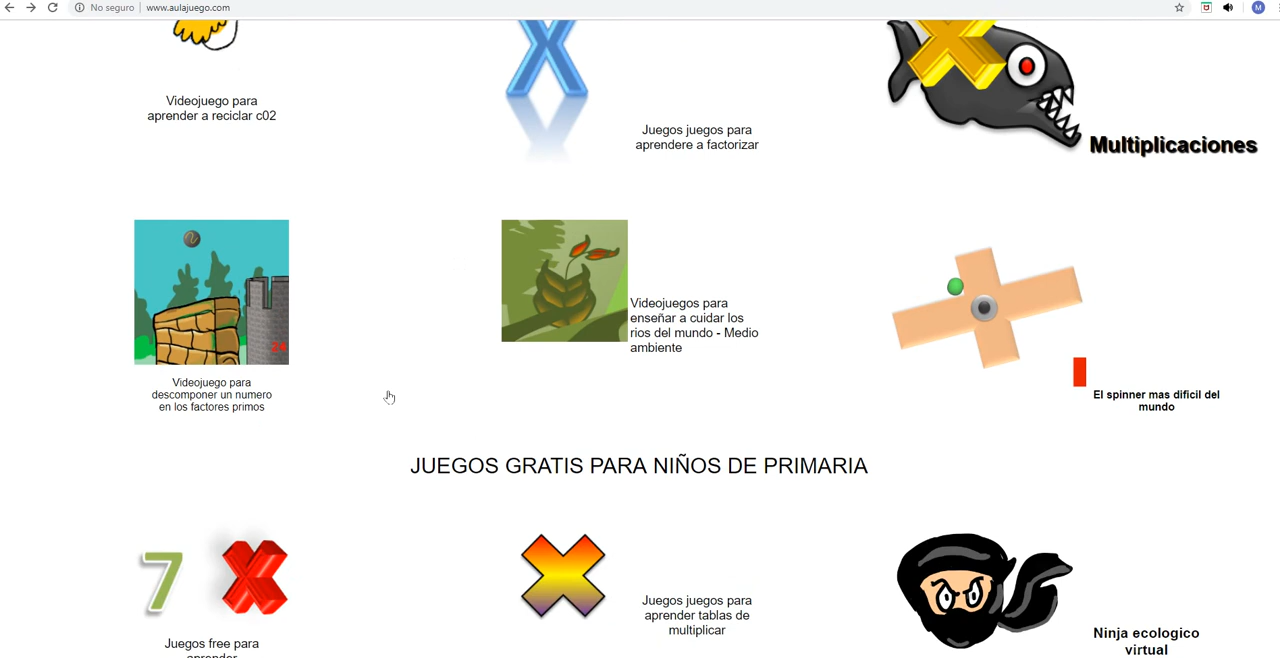 No seguro
www.aulajuego.com
M
Videojuego para
aprender a reciclar c02
Juegos juegos para
aprendere a factorizar
Multiplicaciones
24
Videojuego para
descomponer un numero
en los factores primos
Videojuegos para
enseñar a cuidar los
rios del mundo - Medio
ambiente
El spinner mas dificil del
mundo
JUEGOS GRATIS PARA NIÑOS DE PRIMARIA
7 X
Juegos free para
aprender
Juegos juegos para
aprender tablas de
multiplicar
Ninja ecologico
virtual